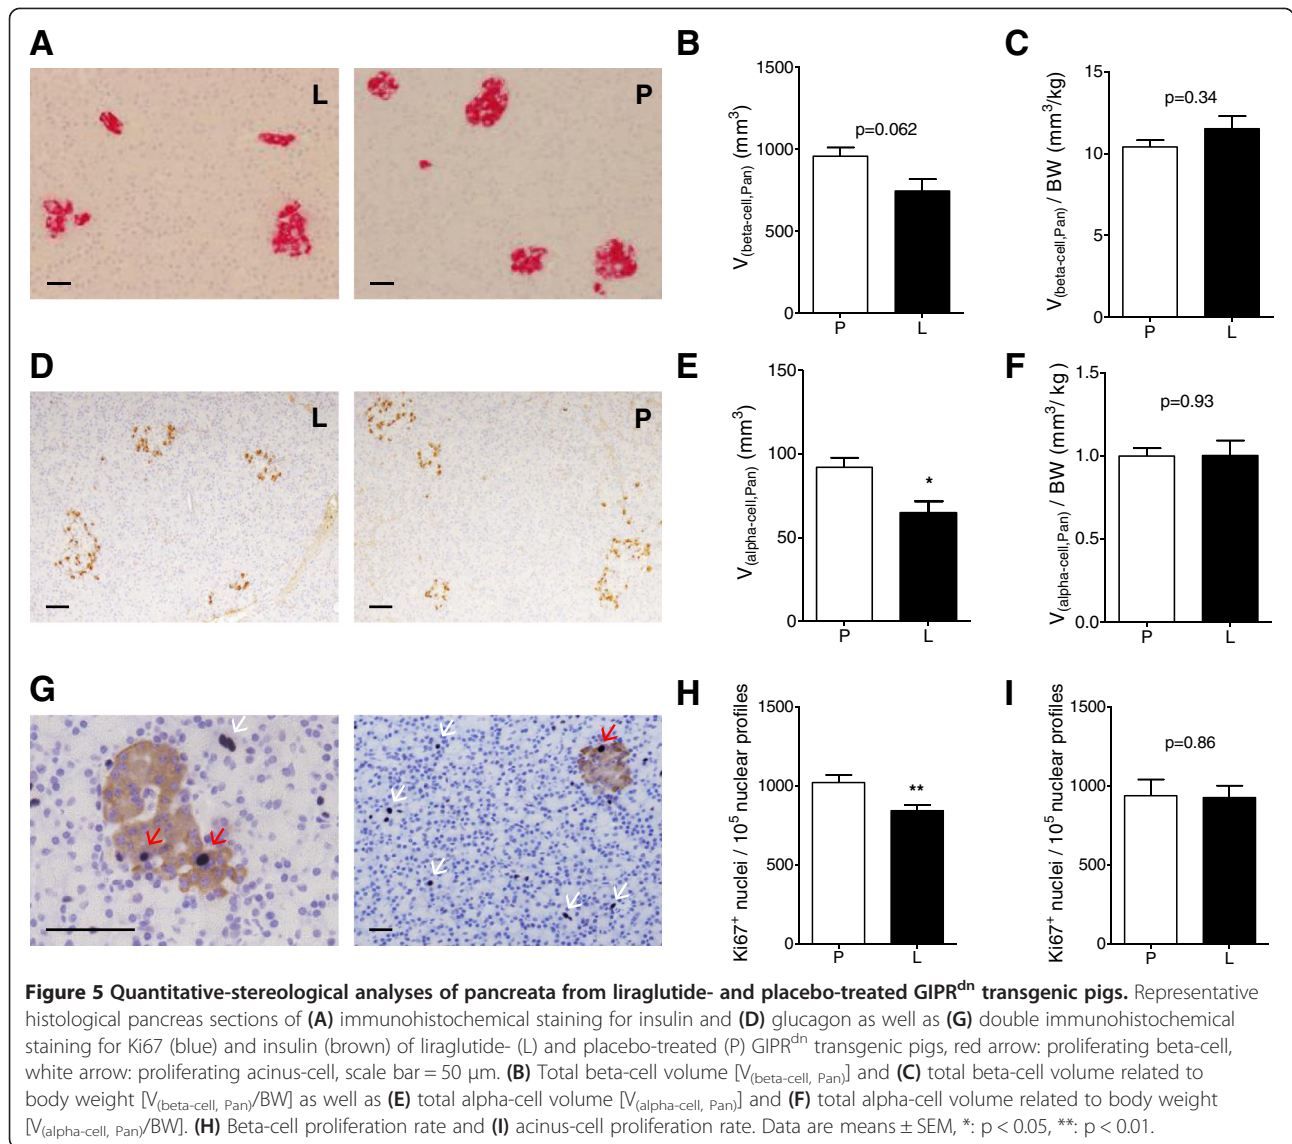 A
L
P
B
1500
1000
500
0
V(beta-cell,Pan) (mm³)
p=0.062
P L
C
15
10
5
0
V(beta-cell,Pan) / BW (mm³/kg)
p=0.34
P L
D
L
P
E
150
100
50
0
V(alpha-cell,Pan) (mm³)
*
P L
F
1.5
1.0
0.5
0.0
V(alpha-cell,Pan) / BW (mm³/ kg)
p=0.93
P L
G
H
1500
1000
500
0
Ki67⁺ nuclei / 10⁵ nuclear profiles
**
P L
I
1500
1000
500
0
Ki67⁺ nuclei / 10⁵ nuclear profiles
p=0.86
P L
Figure 5 Quantitative-stereological analyses of pancreata from liraglutide- and placebo-treated GIPRᵈⁿ transgenic pigs. Representative
histological pancreas sections of (A) immunohistochemical staining for insulin and (D) glucagon as well as (G) double immunohistochemical
staining for Ki67 (blue) and insulin (brown) of liraglutide- (L) and placebo-treated (P) GIPRᵈⁿ transgenic pigs, red arrow: proliferating beta-cell,
white arrow: proliferating acinus-cell, scale bar = 50 μm. (B) Total beta-cell volume [V(beta-cell, Pan)] and (C) total beta-cell volume related to
body weight [V(beta-cell, Pan)/BW] as well as (E) total alpha-cell volume [V(alpha-cell, Pan)] and (F) total alpha-cell volume related to body weight
[V(alpha-cell, Pan)/BW]. (H) Beta-cell proliferation rate and (I) acinus-cell proliferation rate. Data are means ± SEM, *: p < 0.05, **: p < 0.01.